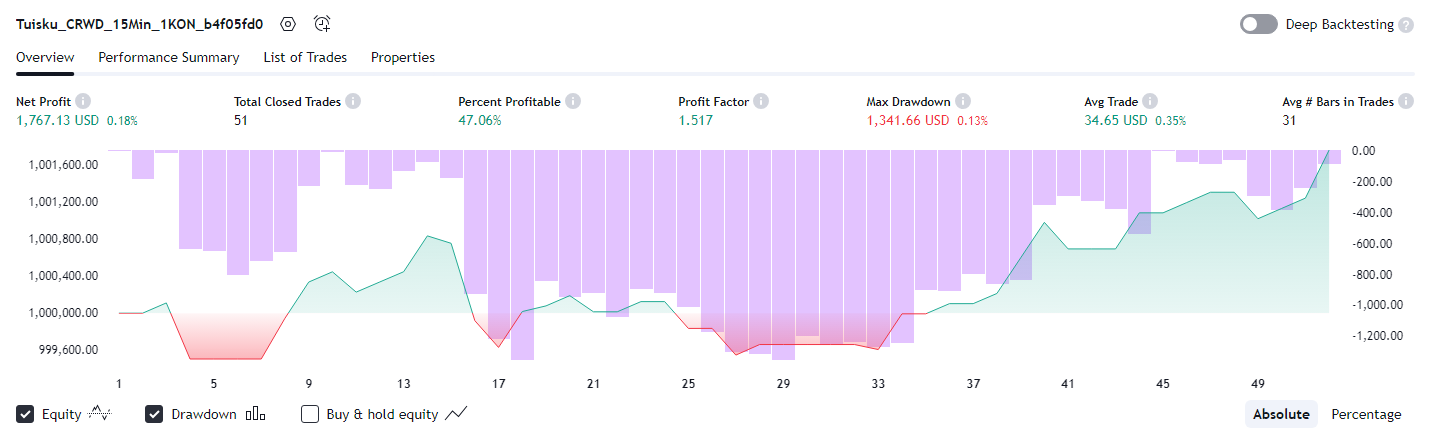 Tuisku_CRWD_15Min_1KON_b4f05fd0
Deep Backtesting ?
Overview Performance Summary List of Trades Properties
Net Profit i Total Closed Trades i Percent Profitable i Profit Factor i Max Drawdown i Avg Trade i Avg # Bars in Trades i
1,767.13 USD 0.18% 51 47.06% 1.517 1,341.66 USD 0.13% 34.65 USD 0.35% 31
1,001,600.00 0.00
1,001,200.00 -200.00
1,000,800.00 -400.00
1,000,400.00 -600.00
1,000,000.00 -800.00
999,600.00 -1,000.00
-1,200.00
1 5 9 13 17 21 25 29 33 37 41 45 49
Equity Drawdown Buy & hold equity Absolute Percentage